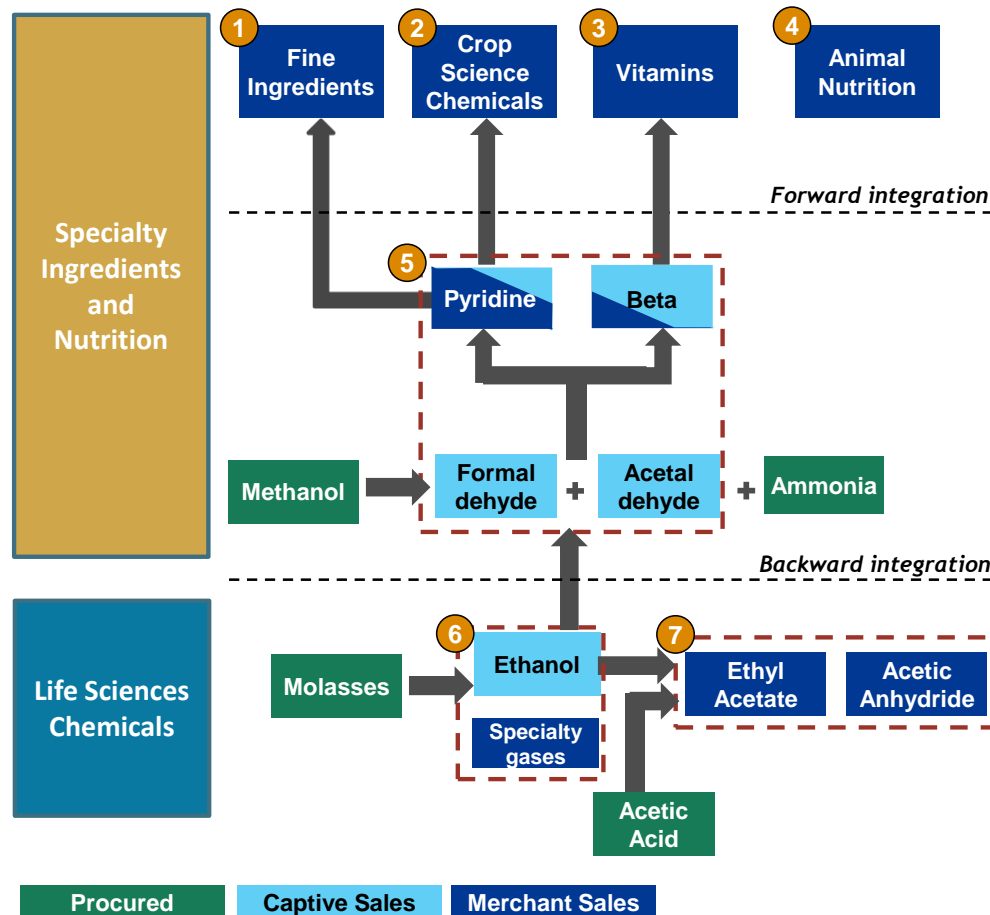 1
Fine
Ingredients
2
Crop
Science
Chemicals
3
Vitamins
4
Animal
Nutrition
Forward integration
Specialty
Ingredients
and
Nutrition
5
Pyridine
Beta
Methanol
Formal
dehyde
+
Acetal
dehyde
+
Ammonia
Backward integration
Life Sciences
Chemicals
6
Ethanol
7
Molasses
Ethyl
Acetate
Acetic
Anhydride
Specialty
gases
Acetic
Acid
Procured
Captive Sales
Merchant Sales